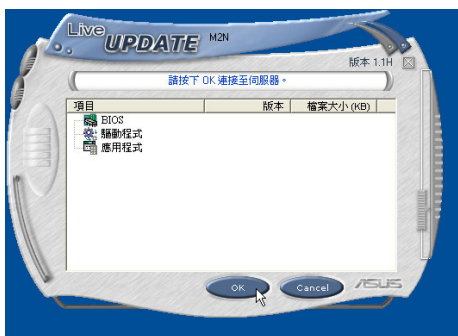 Live UPDATE M2N
版本 1.1H
請按下 OK 連接至伺服器。
項目 版本 檔案大小 (KB)
BIOS
驅動程式
應用程式
OK Cancel ASUS